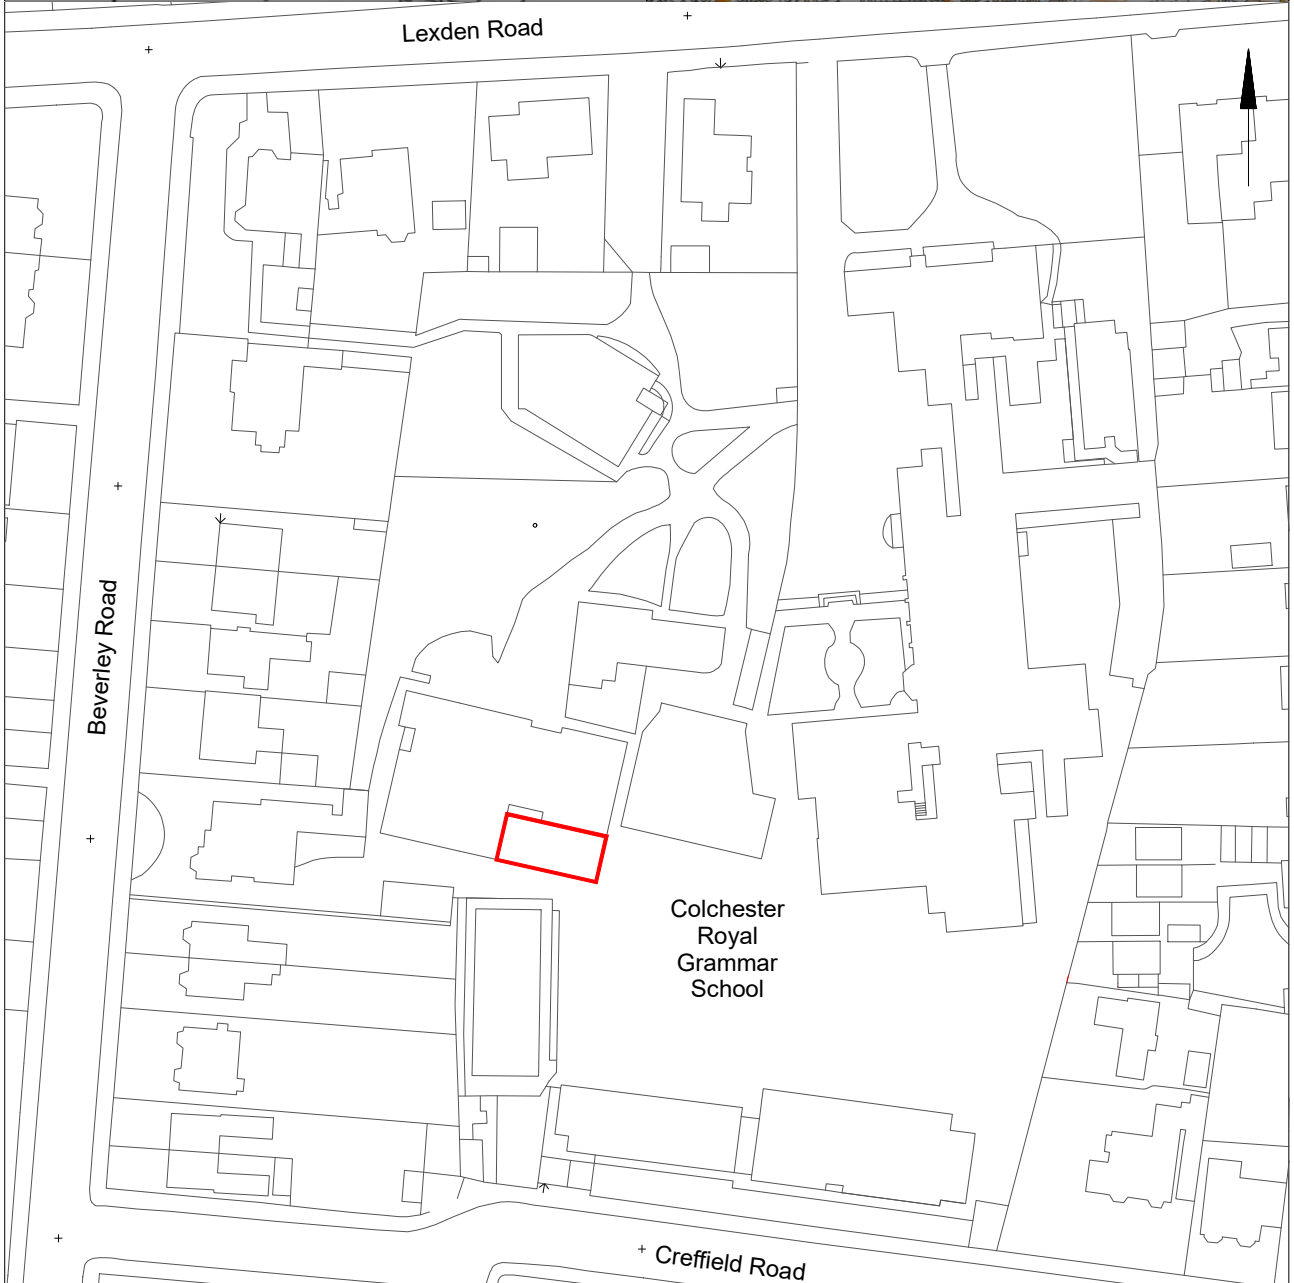 Lexden Road
Beverley Road
Colchester
Royal
Grammar
School
Creffield Road